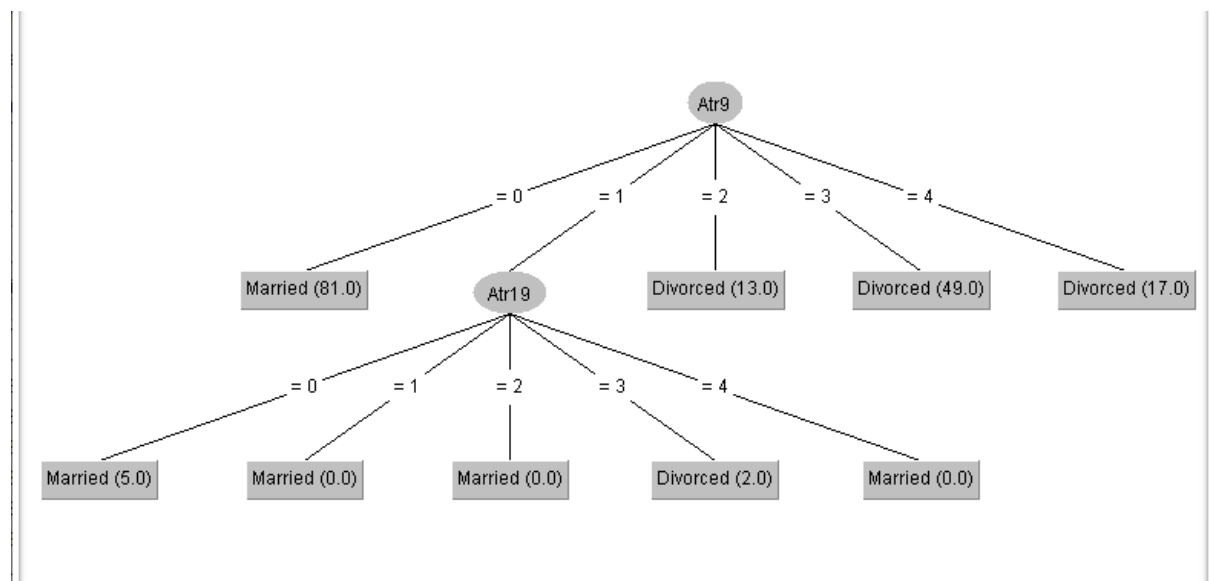 Atr9
= 0
= 1
= 2
= 3
= 4
Married (81.0)
Atr19
Divorced (13.0)
Divorced (49.0)
Divorced (17.0)
= 0
= 1
= 2
= 3
= 4
Married (5.0)
Married (0.0)
Married (0.0)
Divorced (2.0)
Married (0.0)